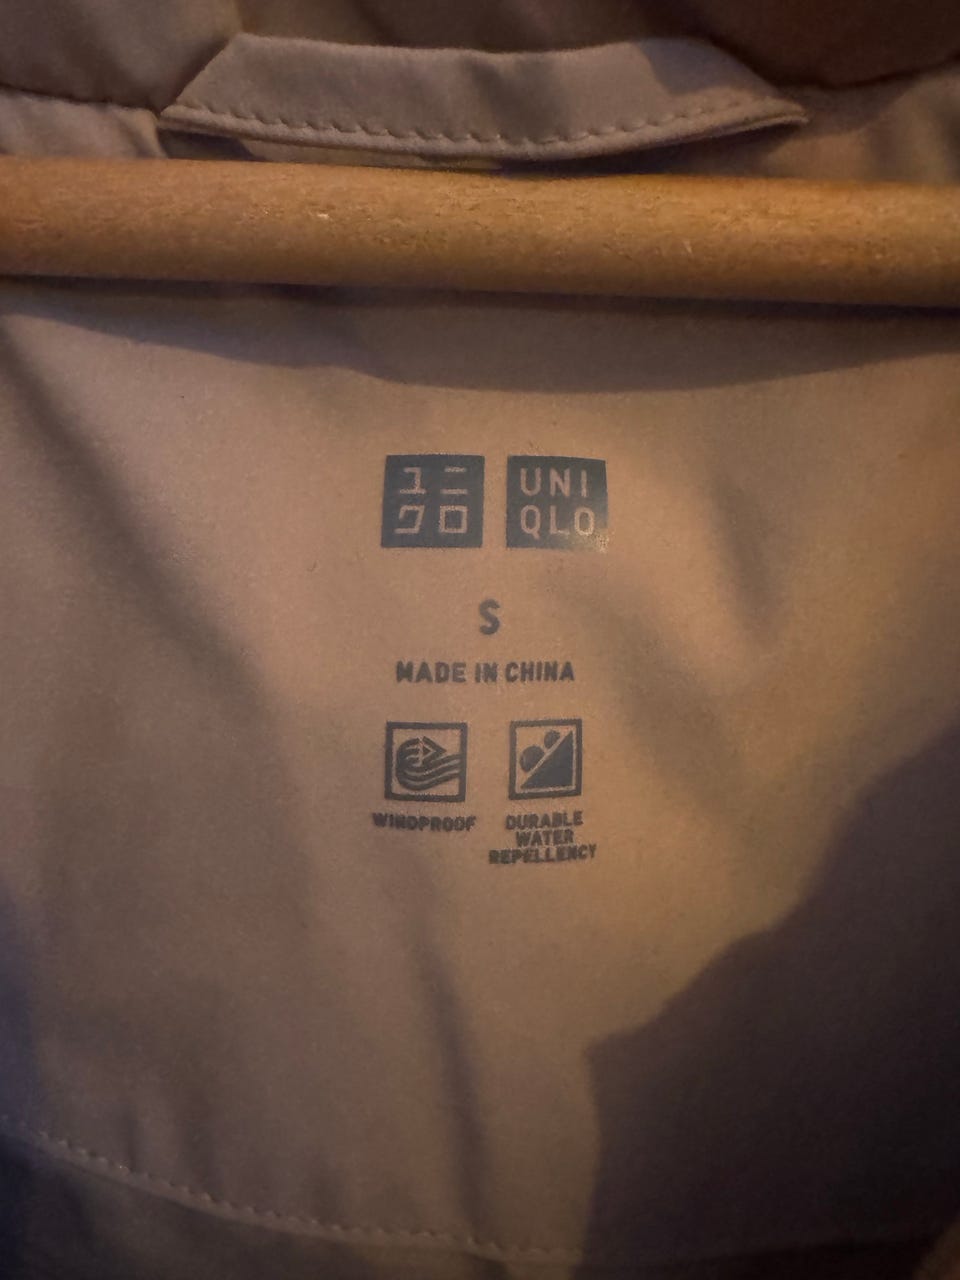 ユニ
クロ
UNI
QLO
S
MADE IN CHINA
WINDPROOF
DURABLE
WATER
REPELLENCY